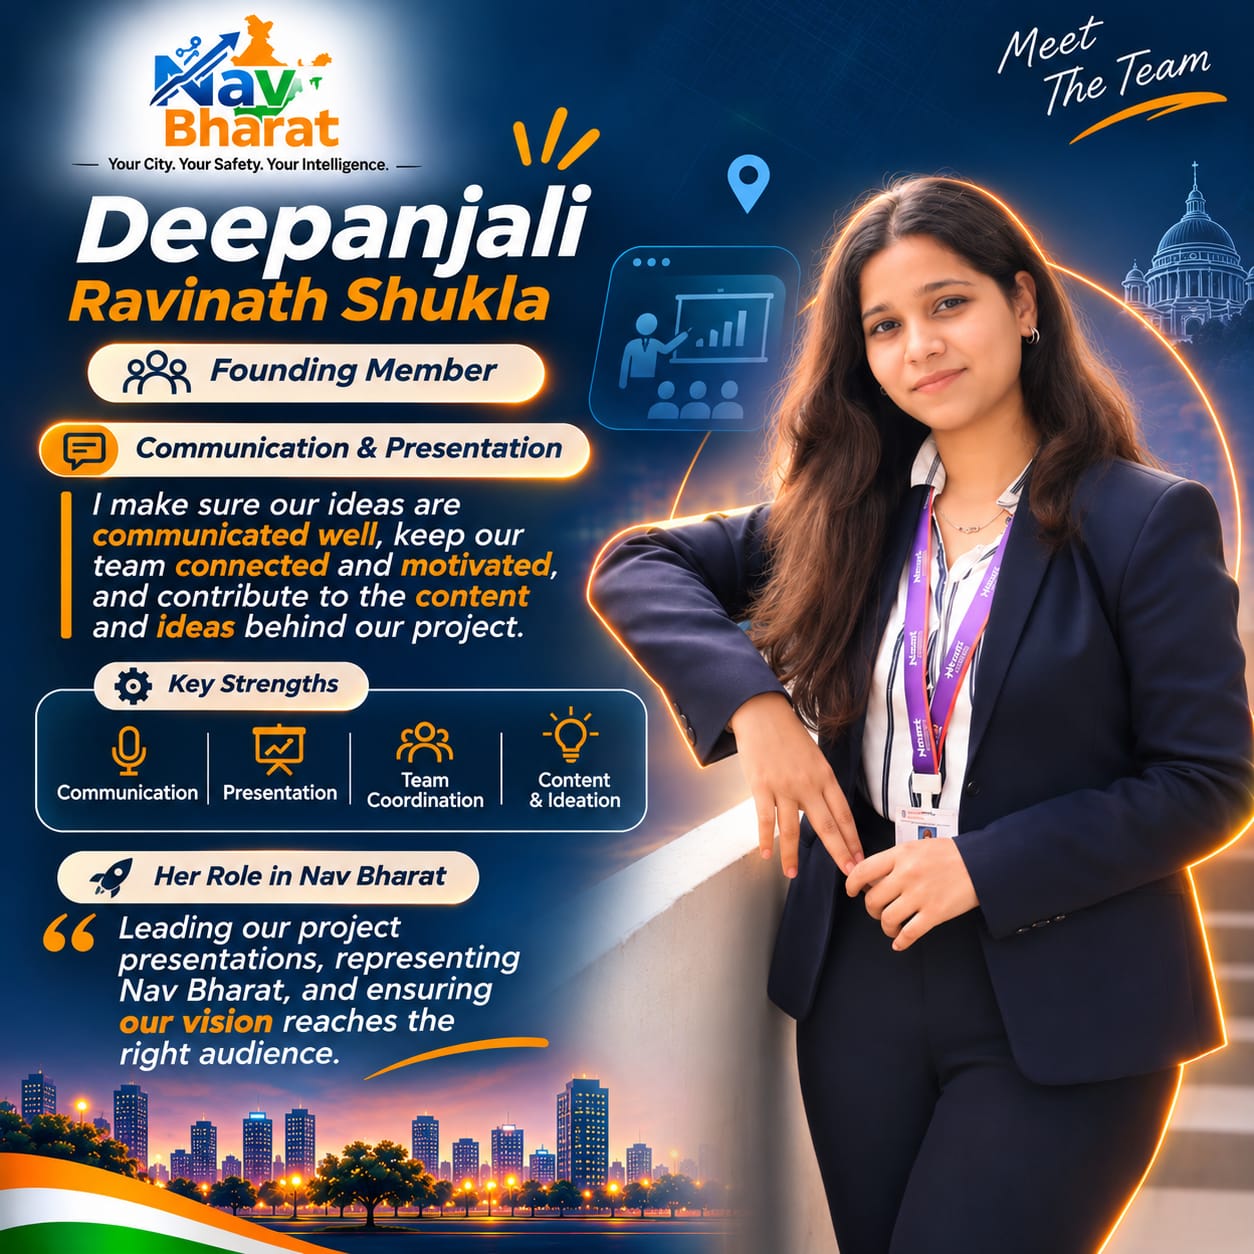 Nav
Bharat
Your City. Your Safety. Your Intelligence.
Meet
The Team
Deepanjali
Ravinath Shukla
Founding Member
Communication & Presentation
I make sure our ideas are
communicated well, keep our
team connected and motivated,
and contribute to the content
and ideas behind our project.
Key Strengths
Communication
Presentation
Team
Coordination
Content
& Ideation
Her Role in Nav Bharat
“ Leading our project
presentations, representing
Nav Bharat, and ensuring
our vision reaches the
right audience.